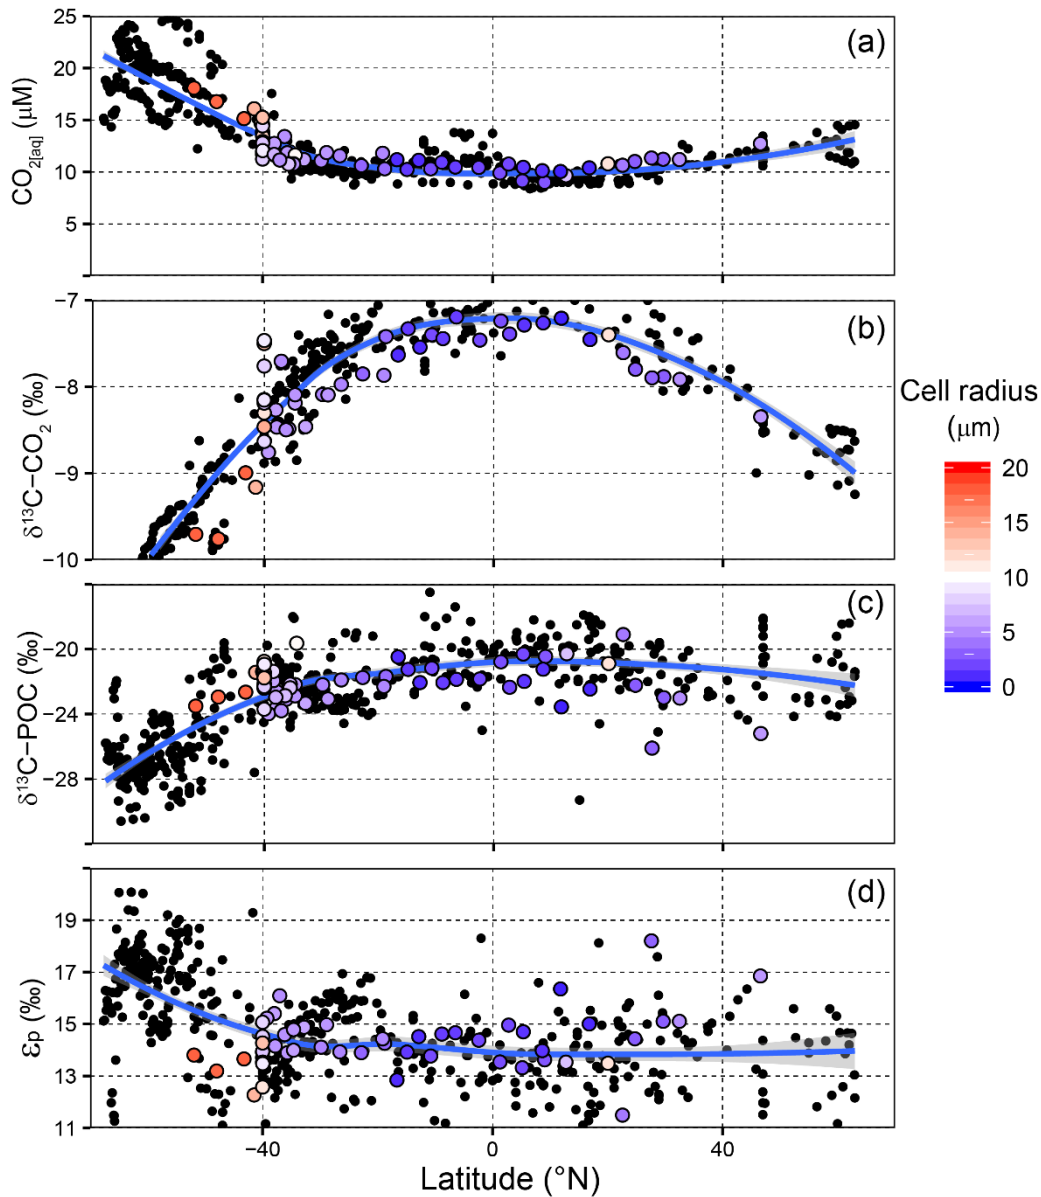 (a)
25
20
15
10
5
CO2[aq] (μM)
(b)
−7
−8
−9
−10
δ13C−CO2 (‰)
(c)
−20
−24
−28
δ13C−POC (‰)
(d)
19
17
15
13
11
εp (‰)
−40
0
40
Latitude (°N)
Cell radius
(μm)
20
15
10
5
0